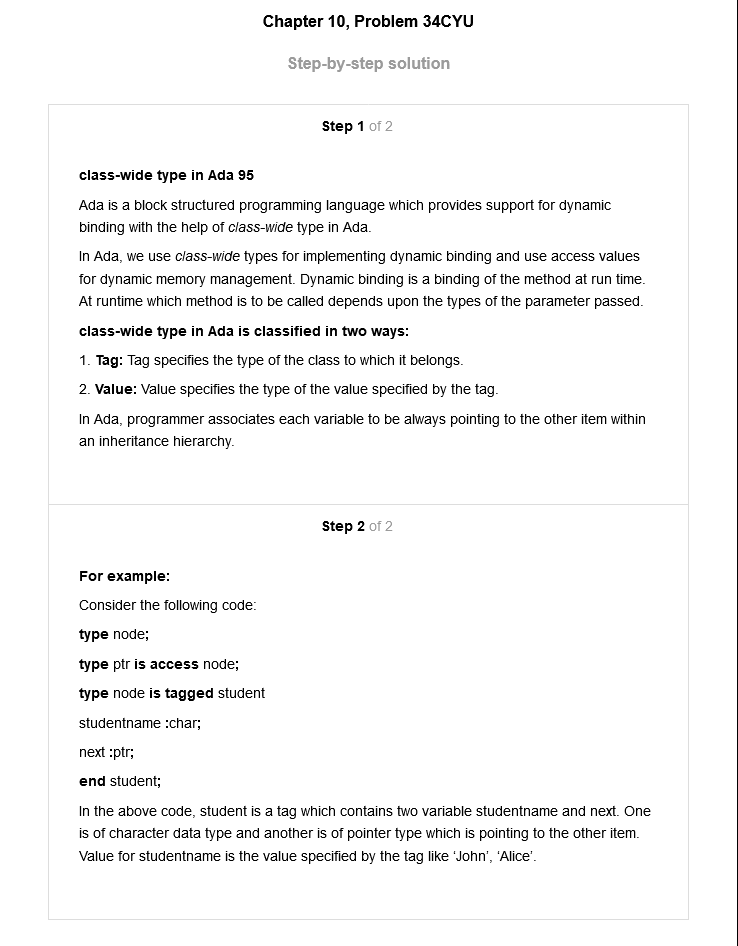 Chapter 10, Problem 34CYU
Step-by-step solution
Step 1 of 2
class-wide type in Ada 95
Ada is a block structured programming language which provides support for dynamic
binding with the help of class-wide type in Ada.
In Ada, we use class-wide types for implementing dynamic binding and use access values
for dynamic memory management. Dynamic binding is a binding of the method at run time.
At runtime which method is to be called depends upon the types of the parameter passed.
class-wide type in Ada is classified in two ways:
1. Tag: Tag specifies the type of the class to which it belongs.
2. Value: Value specifies the type of the value specified by the tag.
In Ada, programmer associates each variable to be always pointing to the other item within
an inheritance hierarchy.
Step 2 of 2
For example:
Consider the following code:
type node;
type ptr is access node;
type node is tagged student
studentname :char;
next :ptr;
end student;
In the above code, student is a tag which contains two variable studentname and next. One
is of character data type and another is of pointer type which is pointing to the other item.
Value for studentname is the value specified by the tag like ‘John’, ‘Alice’.